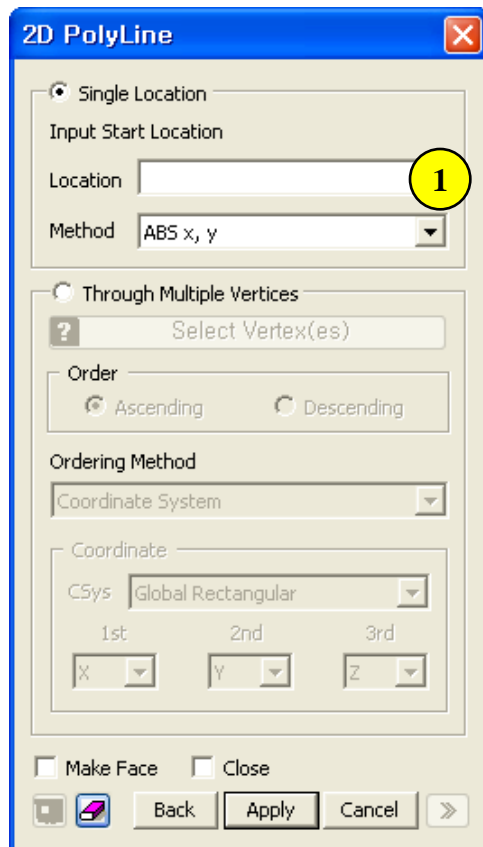 2D PolyLine
Single Location
Input Start Location
Location
1
Method ABS x, y
Through Multiple Vertices
? Select Vertex(es)
Order
Ascending Descending
Ordering Method
Coordinate System
Coordinate
CSys Global Rectangular
1st 2nd 3rd
X Y Z
Make Face Close
Back Apply Cancel >>